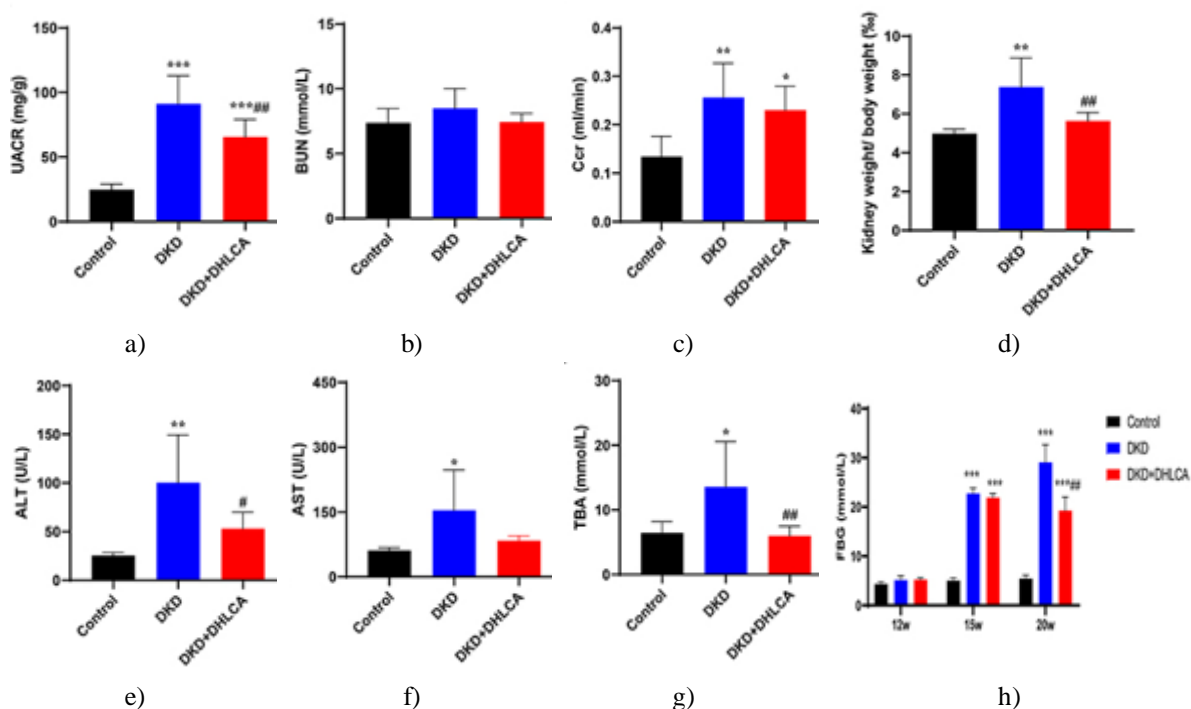 150
100
50
0
UACR (mg/g)
***
***##
Control
DKD
DKD+DHLCA
a)
15
10
5
0
BUN (mmol/L)
Control
DKD
DKD+DHLCA
b)
0.4
0.3
0.2
0.1
0.0
Ccr (ml/min)
**
*
Control
DKD
DKD+DHLCA
c)
10
8
6
4
2
0
Kidney weight/ body weight (‰)
**
##
Control
DKD
DKD+DHLCA
d)
200
150
100
50
0
ALT (U/L)
**
#
Control
DKD
DKD+DHLCA
e)
450
300
150
0
AST (U/L)
*
Control
DKD
DKD+DHLCA
f)
30
20
10
0
TBA (mmol/L)
*
##
Control
DKD
DKD+DHLCA
g)
40
30
20
10
0
FBG (mmol/L)
***
***
***
***##
12w
15w
20w
Control
DKD
DKD+DHLCA
h)